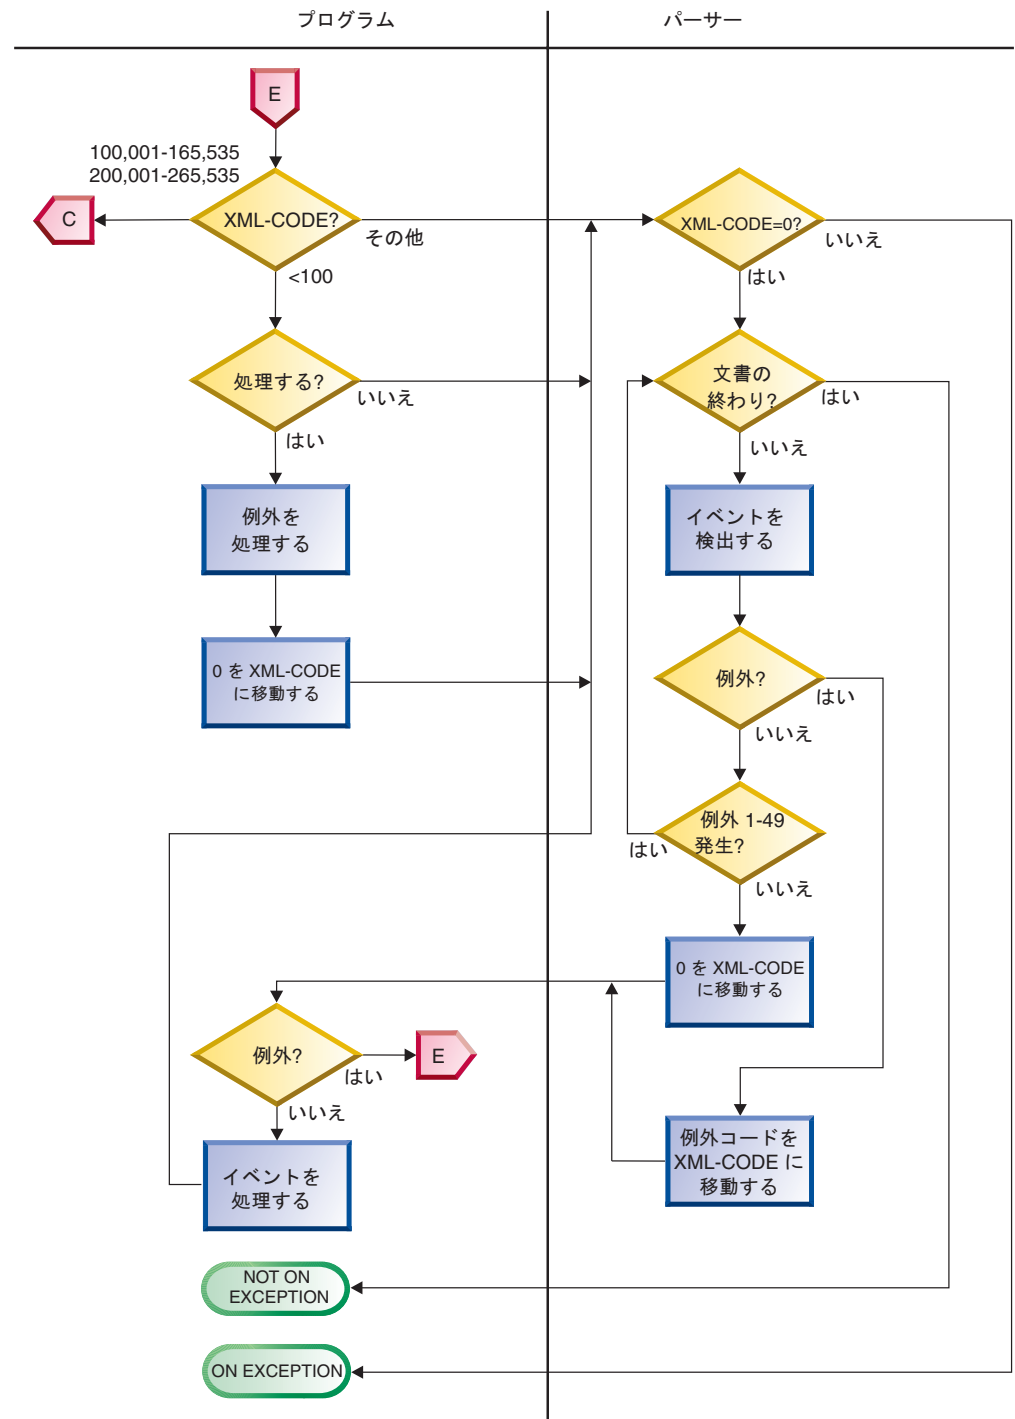 プログラム
パーサー
E
100,001-165,535
200,001-265,535
C
XML-CODE?
その他
<100
XML-CODE=0?
いいえ
はい
処理する?
いいえ
はい
文書の
終わり?
はい
いいえ
例外を
処理する
イベントを
検出する
0 を XML-CODE
に移動する
例外?
はい
いいえ
例外 1-49
発生?
はい
いいえ
0 を XML-CODE
に移動する
例外?
はい
いいえ
E
イベントを
処理する
例外コードを
XML-CODE に
移動する
NOT ON
EXCEPTION
ON EXCEPTION